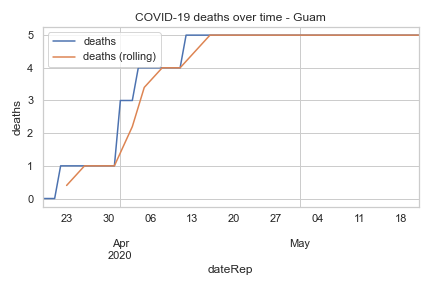 COVID-19 deaths over time - Guam
deaths
deaths (rolling)
5
4
3
2
1
0
deaths
23 30 06 13 20 27 04 11 18
Apr May
2020
dateRep